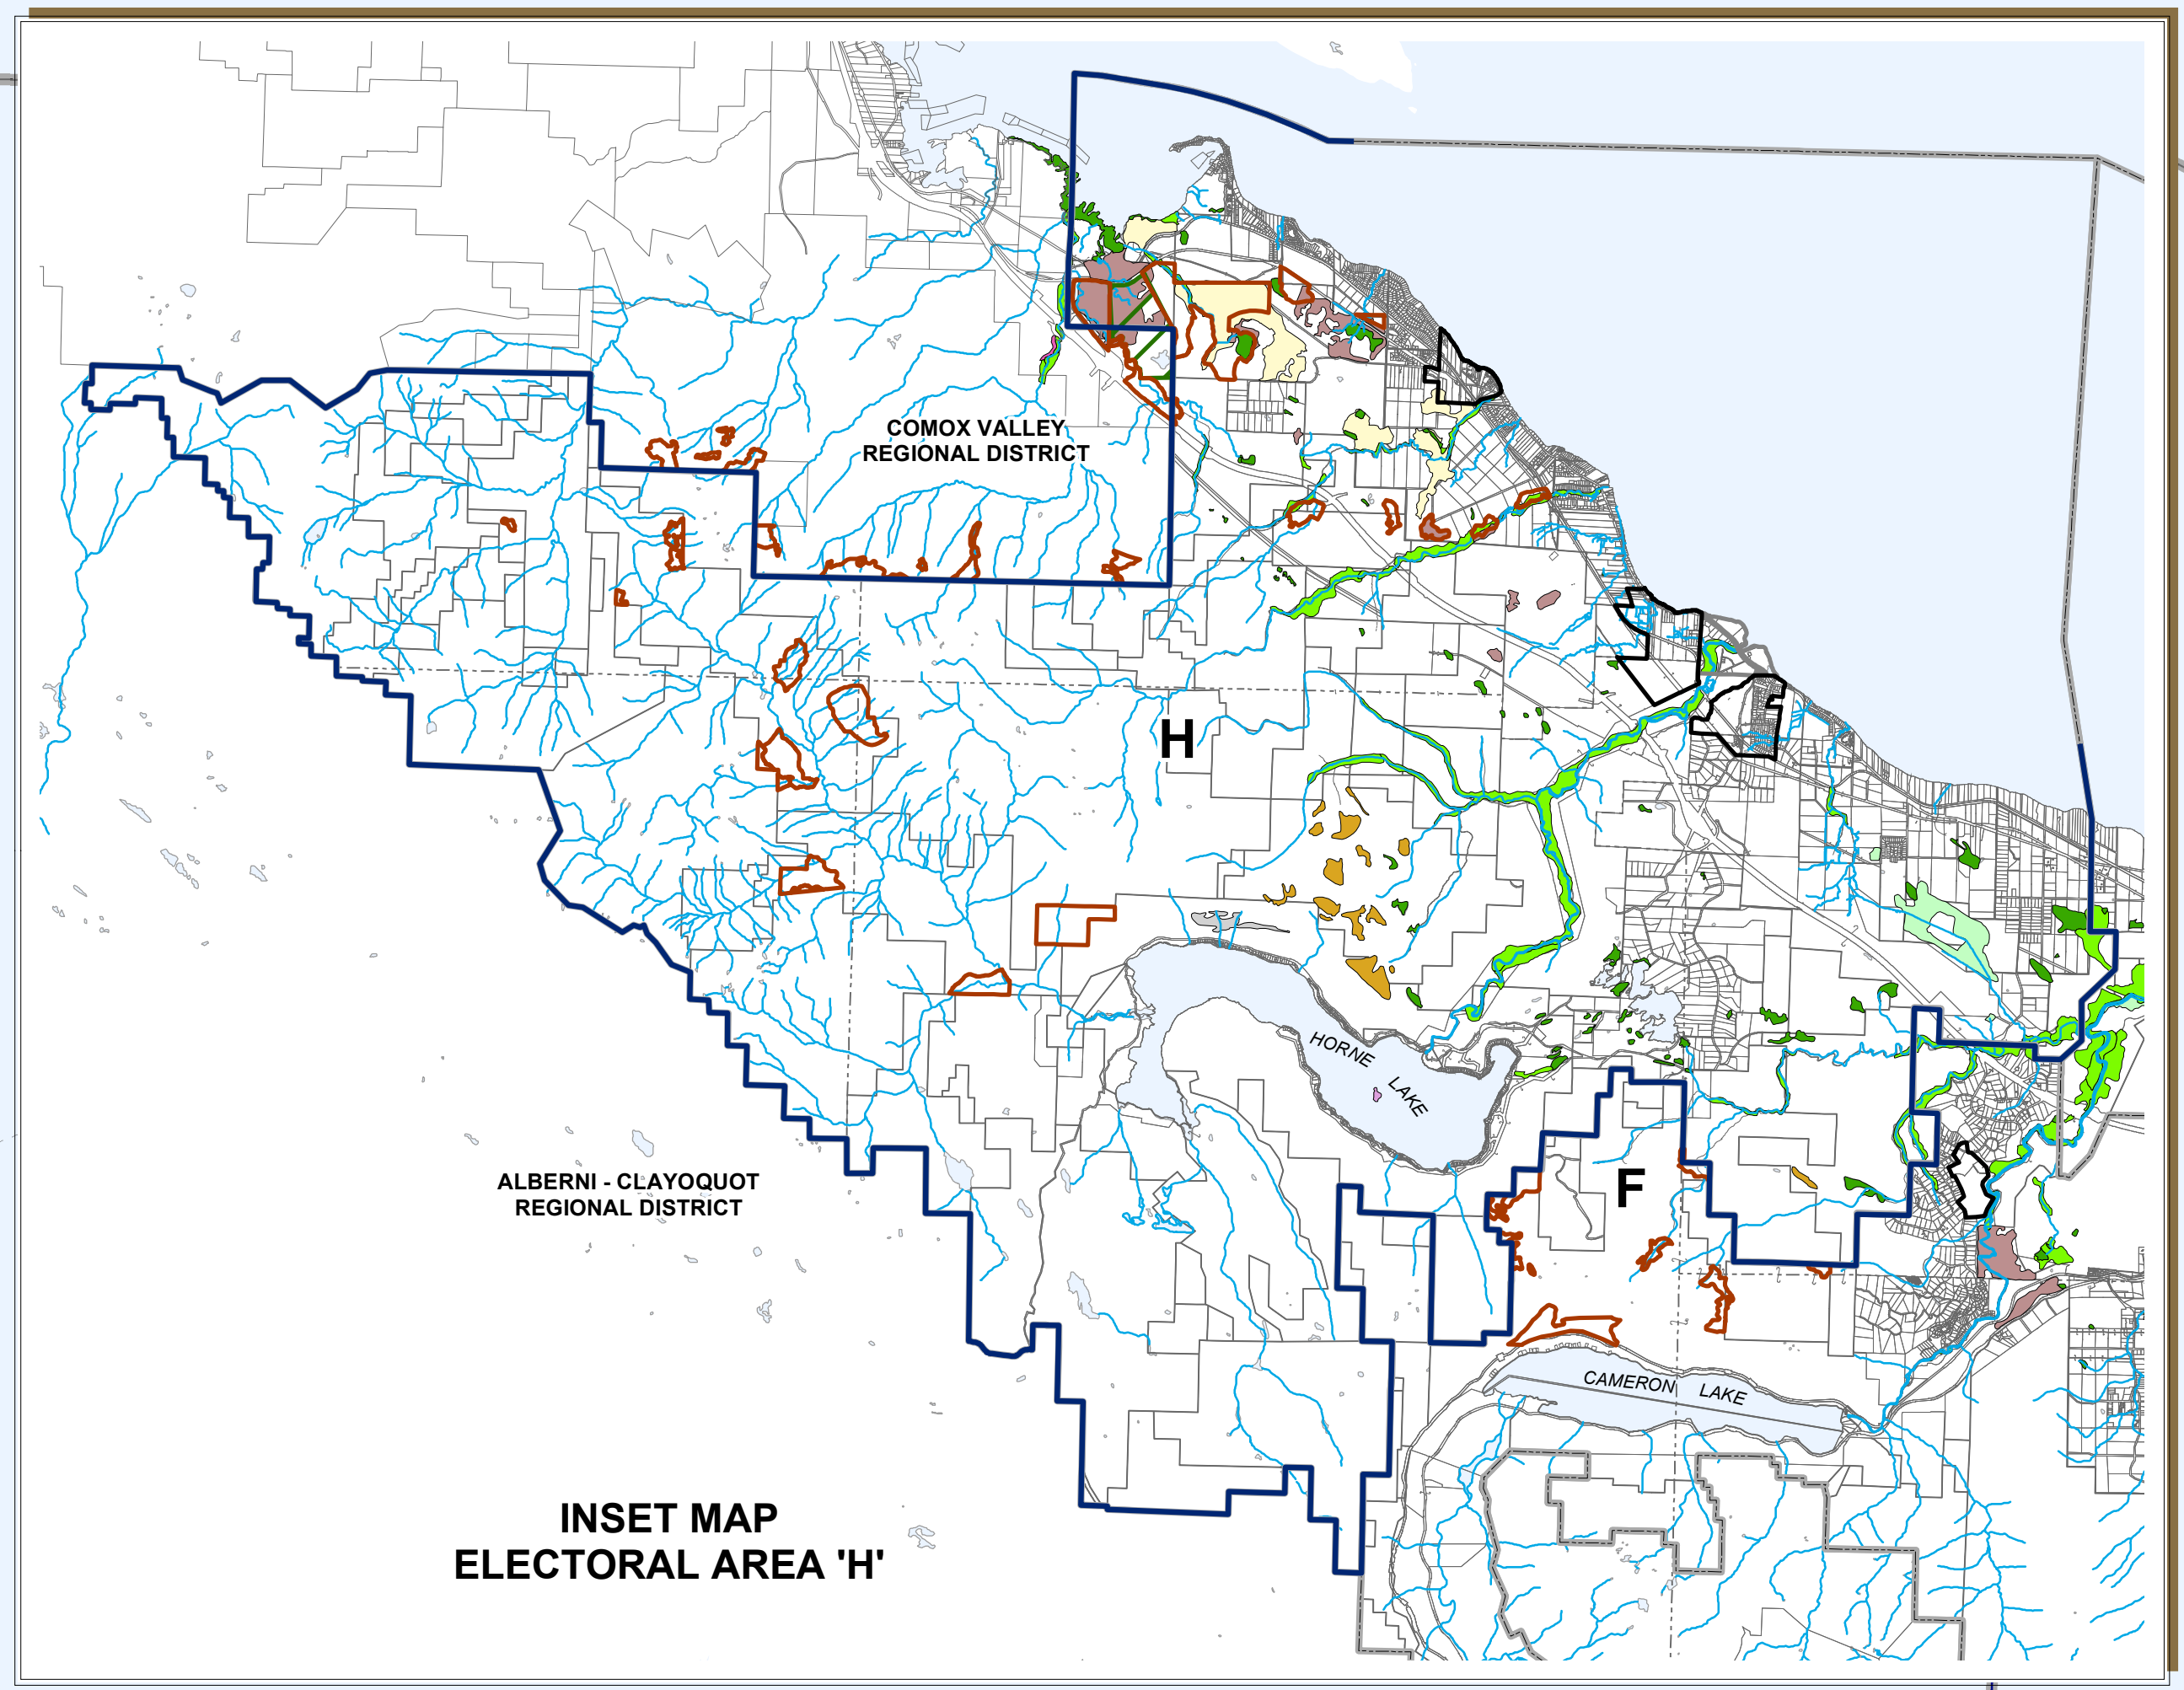 COMOX VALLEY
REGIONAL DISTRICT
H
HORNE
LAKE
F
ALBERNI - CLAYOQUOT
REGIONAL DISTRICT
CAMERON LAKE
INSET MAP
ELECTORAL AREA 'H'